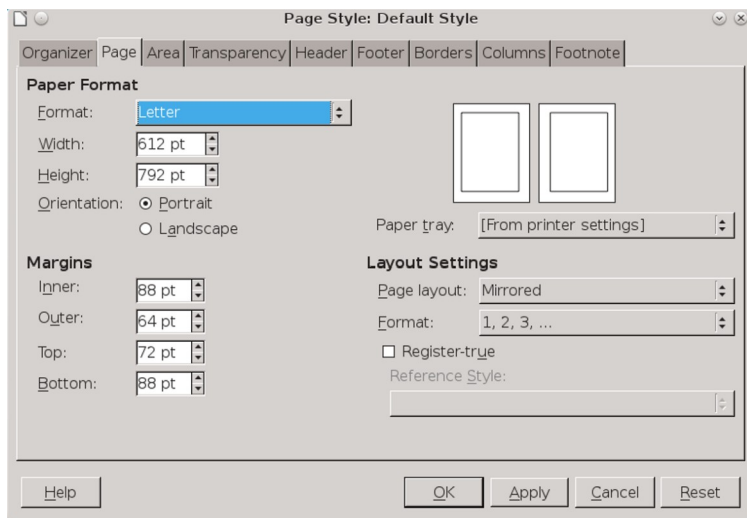 Page Style: Default Style
Organizer Page Area Transparency Header Footer Borders Columns Footnote
Paper Format
Format: Letter
Width: 612 pt
Height: 792 pt
Orientation: Portrait
Landscape
Paper tray: [From printer settings]
Margins
Inner: 88 pt
Outer: 64 pt
Top: 72 pt
Bottom: 88 pt
Layout Settings
Page layout: Mirrored
Format: 1, 2, 3, ...
Register-true
Reference Style:
Help OK Apply Cancel Reset